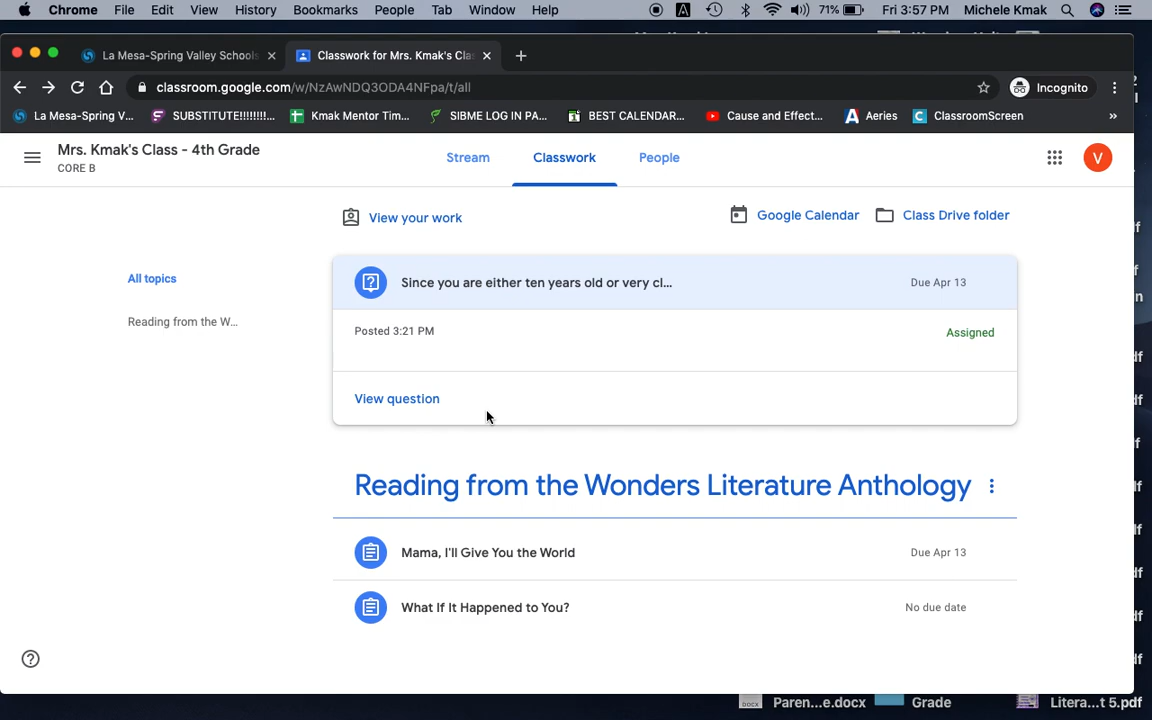 Chrome File Edit View History Bookmarks People Tab Window Help 71% Fri 3:57 PM Michele Kmak
La Mesa-Spring Valley Schools Classwork for Mrs. Kmak's Cla
classroom.google.com/w/NzAwNDQ3ODA4NFpa/t/all Incognito
La Mesa-Spring V... SUBSTITUTE!!!!!!!!... Kmak Mentor Tim... SIBME LOG IN PA... BEST CALENDAR... Cause and Effect... Aeries ClassroomScreen »
Mrs. Kmak's Class - 4th Grade
CORE B
Stream Classwork People
V
View your work Google Calendar Class Drive folder
All topics
Reading from the W...
Since you are either ten years old or very cl... Due Apr 13
Posted 3:21 PM Assigned
View question
Reading from the Wonders Literature Anthology
Mama, I'll Give You the World Due Apr 13
What If It Happened to You? No due date
Paren...e.docx Grade Litera...t 5.pdf